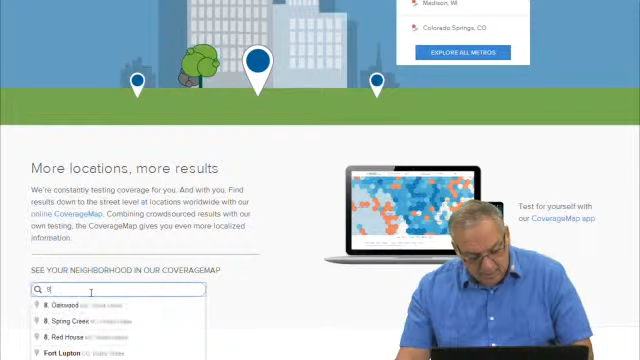 Madison, WI
Colorado Springs, CO
EXPLORE ALL METROS
More locations, more results
We're constantly testing coverage for you. And with you. Find
results down to the street level at locations worldwide with our
online CoverageMap. Combining crowdsourced results with our
own testing, the CoverageMap gives you even more localized
information.
Test for yourself with
our CoverageMap app
SEE YOUR NEIGHBORHOOD IN OUR COVERAGEMAP
8. Oakwood
8. Spring Creek
8. Red House
Fort Lupton